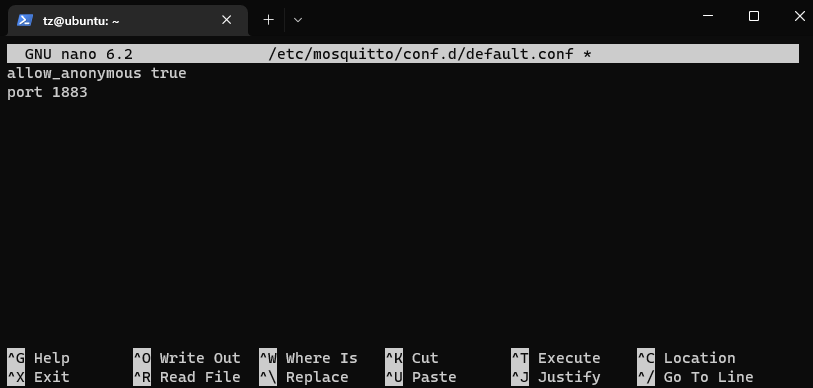 tz@ubuntu: ~
GNU nano 6.2 /etc/mosquitto/conf.d/default.conf *
allow_anonymous true
port 1883
^G Help ^O Write Out ^W Where Is ^K Cut ^T Execute ^C Location
^X Exit ^R Read File ^\ Replace ^U Paste ^J Justify ^/ Go To Line